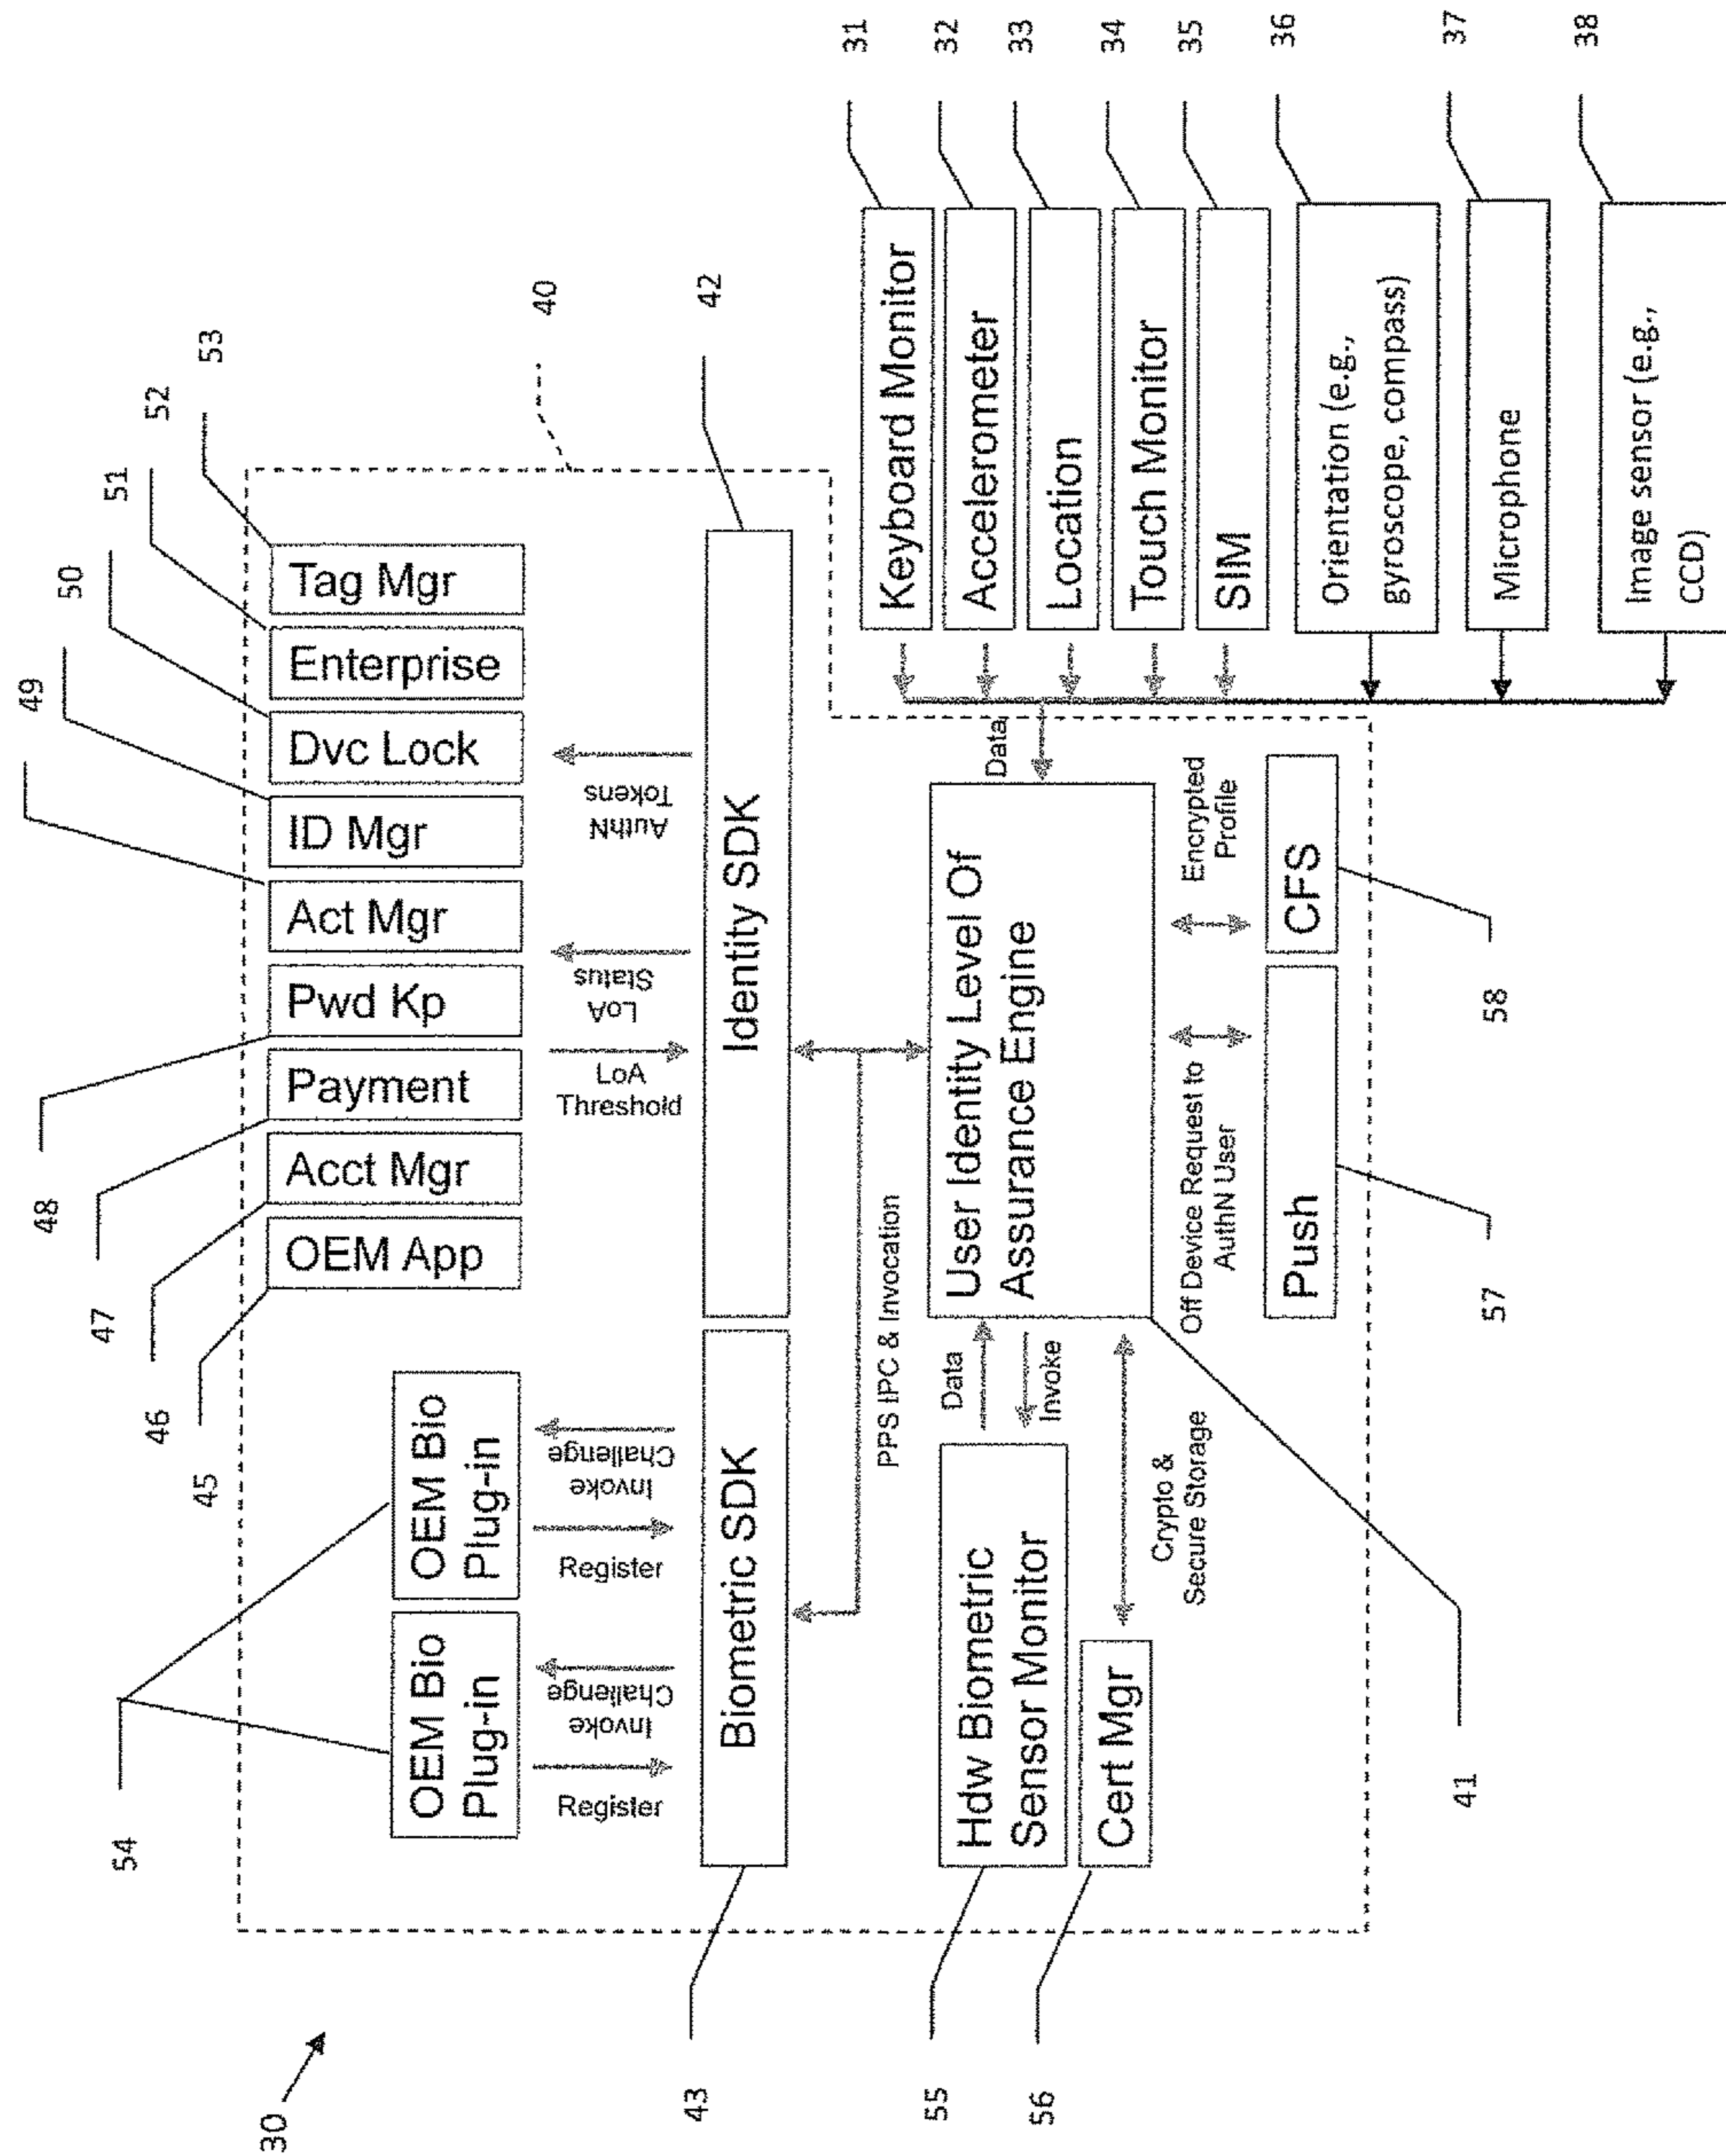 30
54
45
46
47
48
49
50
51
52
53
40
42
OEM Bio
Plug-in
OEM Bio
Plug-in
OEM App
Acct Mgr
Payment
Pwd Kp
Act Mgr
ID Mgr
Dvc Lock
Enterprise
Tag Mgr
Register
Invoke
Challenge
Register
Invoke
Challenge
LoA
Threshold
LoA
Status
AuthN
Tokens
Biometric SDK
Identity SDK
43
PPS IPC & Invocation
Hdw Biometric
Sensor Monitor
Data
Invoke
User Identity Level Of
Assurance Engine
Data
55
56
Cert Mgr
Crypto &
Secure Storage
Off Device Request to
AuthN User
Encrypted
Profile
Push
CFS
41
57
58
Keyboard Monitor
31
Accelerometer
32
Location
33
Touch Monitor
34
SIM
35
Orientation (e.g.,
gyroscope, compass)
36
Microphone
37
Image sensor (e.g.,
CCD)
38